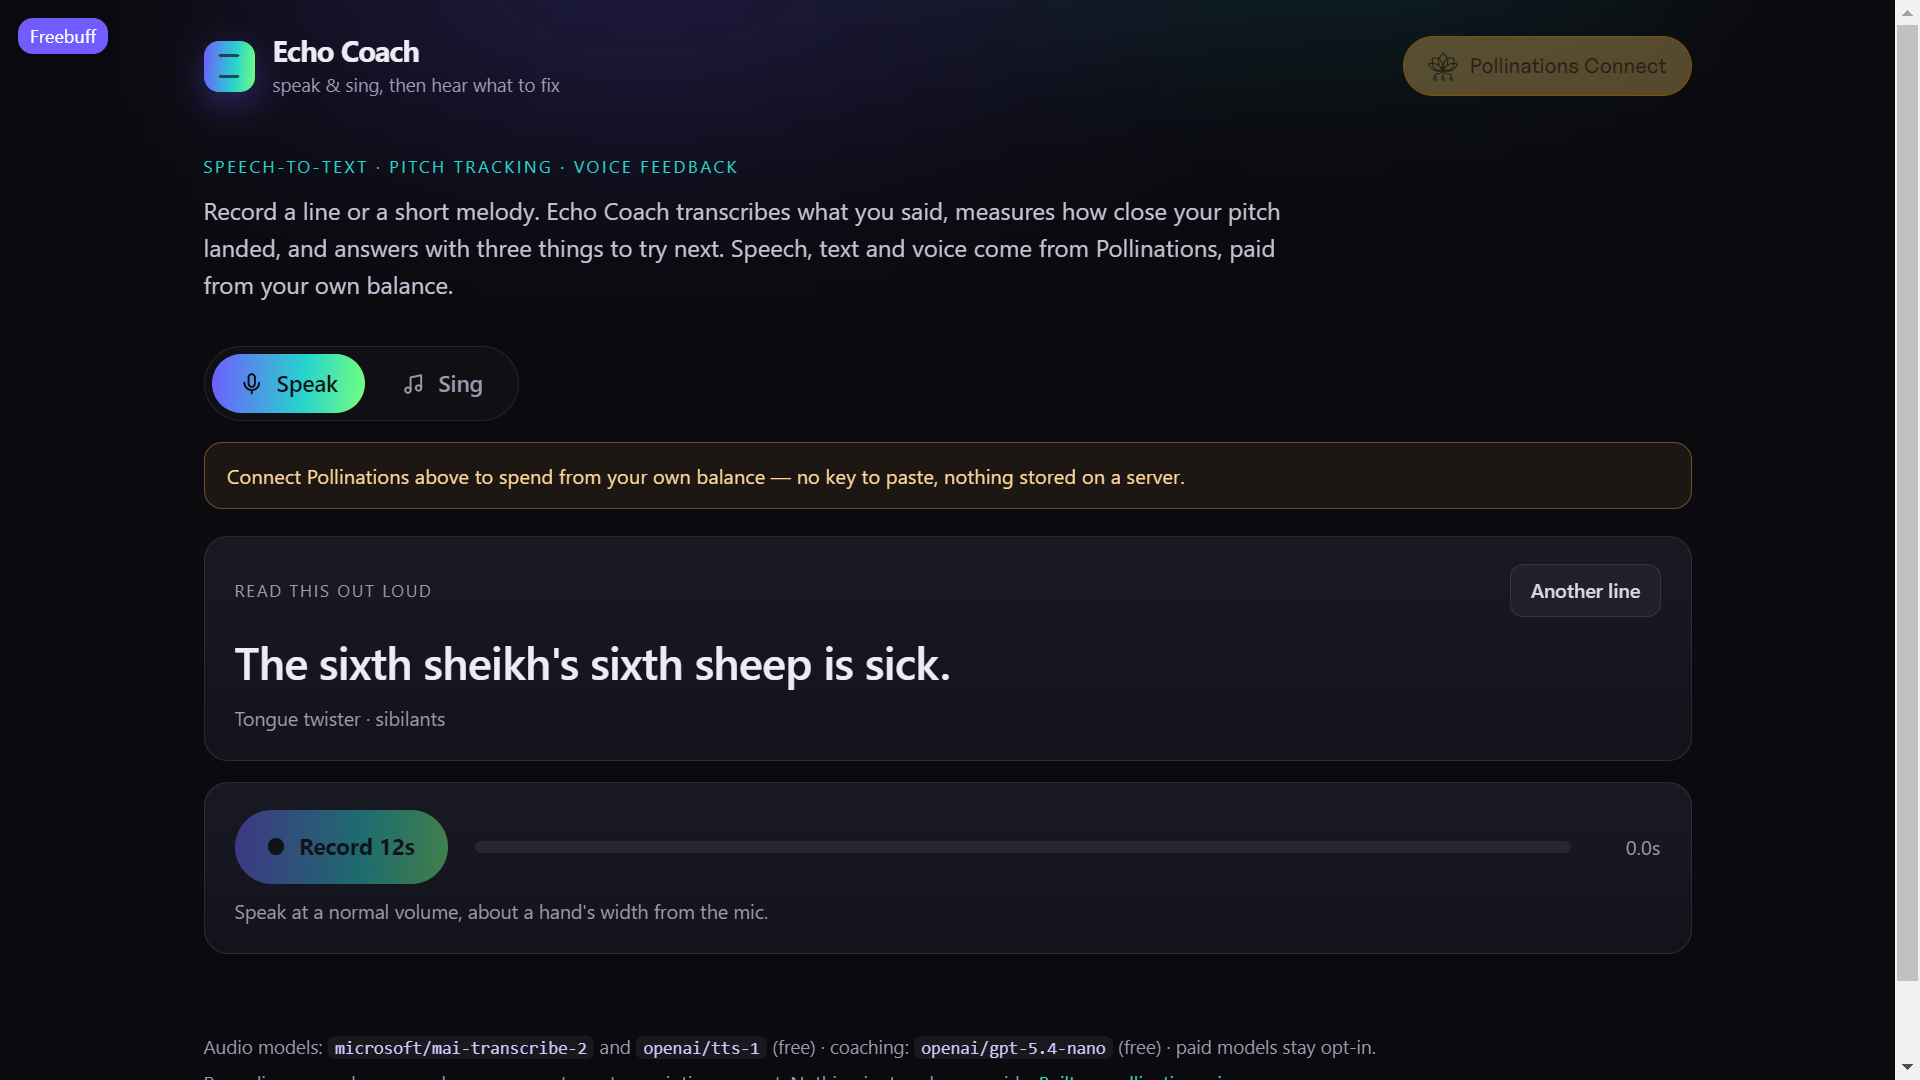 Freebuff
Echo Coach
speak & sing, then hear what to fix
Pollinations Connect
SPEECH-TO-TEXT · PITCH TRACKING · VOICE FEEDBACK
Record a line or a short melody. Echo Coach transcribes what you said, measures how close your pitch
landed, and answers with three things to try next. Speech, text and voice come from Pollinations, paid
from your own balance.
Speak
Sing
Connect Pollinations above to spend from your own balance — no key to paste, nothing stored on a server.
READ THIS OUT LOUD
Another line
The sixth sheikh's sixth sheep is sick.
Tongue twister · sibilants
Record 12s
0.0s
Speak at a normal volume, about a hand's width from the mic.
Audio models: microsoft/mai-transcribe-2 and openai/tts-1 (free) · coaching: openai/gpt-5.4-nano (free) · paid models stay opt-in.